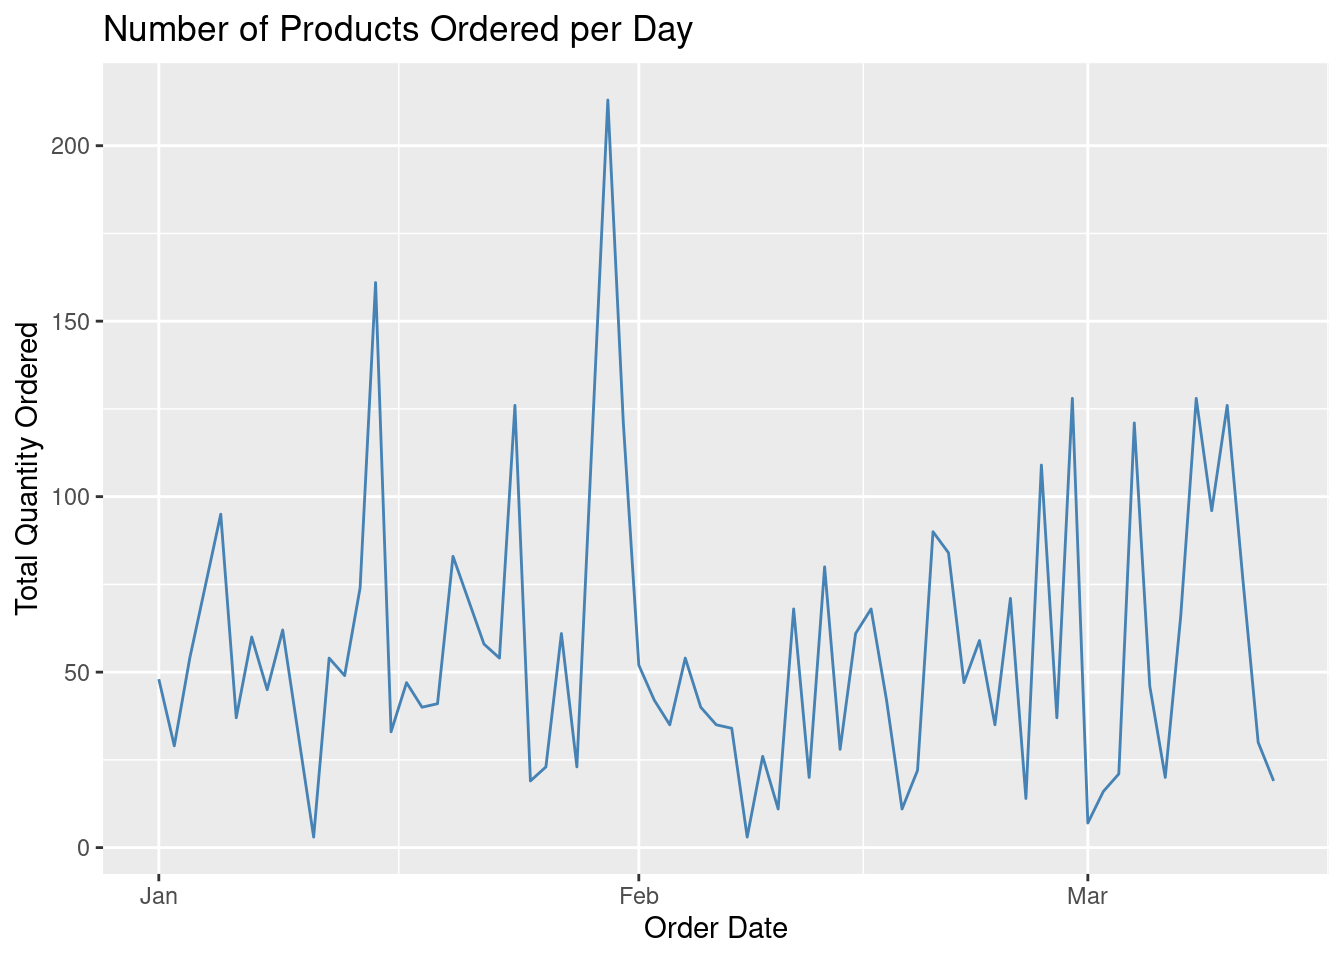 Number of Products Ordered per Day
Total Quantity Ordered
200
150
100
50
0
Jan Feb Mar
Order Date